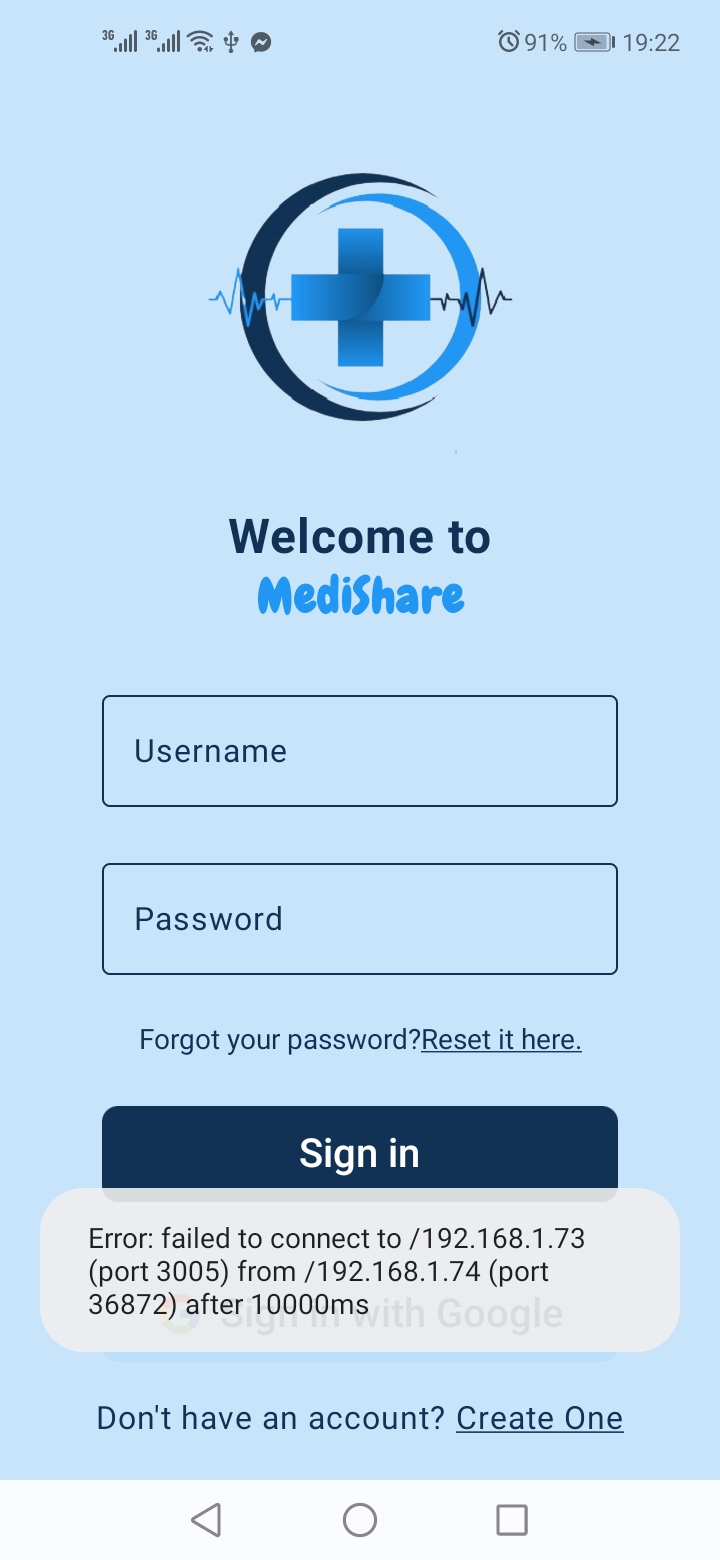 3G 3G 91% 19:22
Welcome to
MediShare
Username
Password
Forgot your password?Reset it here.
Sign in
Error: failed to connect to /192.168.1.73
(port 3005) from /192.168.1.74 (port
36872) after 10000ms
Sign in with Google
Don't have an account? Create One